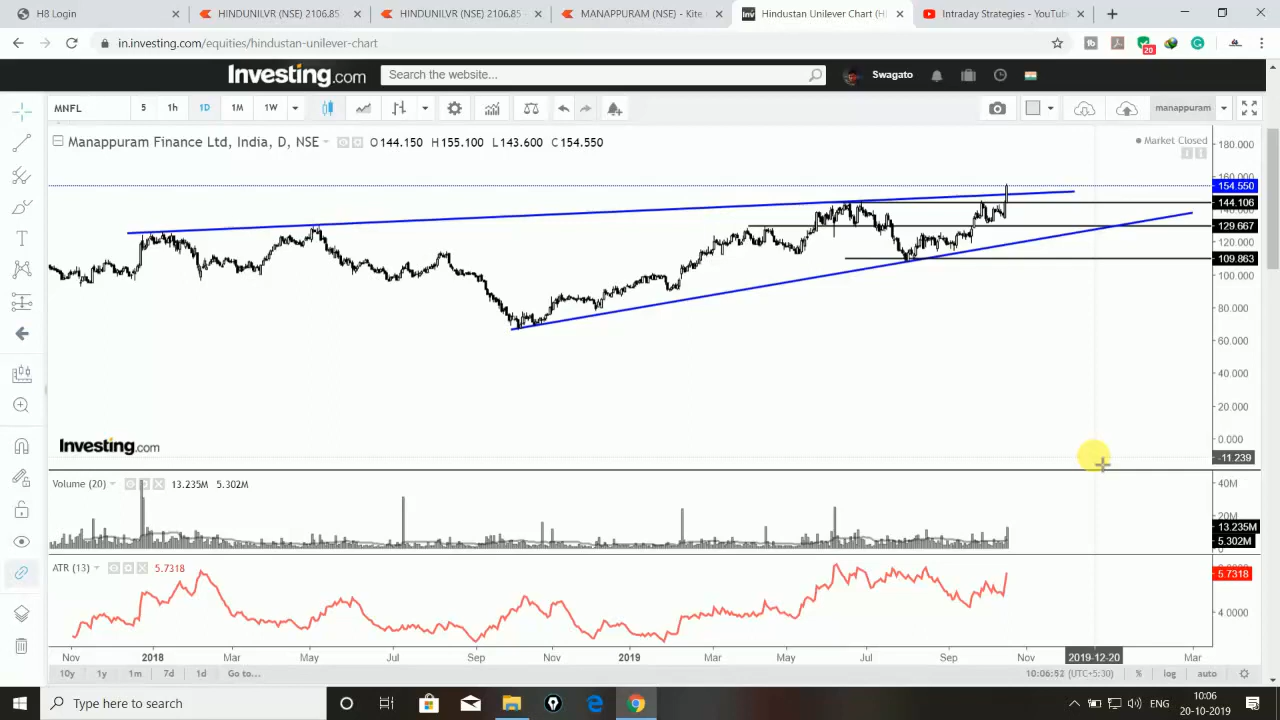 HB Login
HINDUNILVR (NSE) 2106.85 -
HINDUNILVR (NSE) 2106.85 -
MANAPPURAM (NSE) - Kite
Hindustan Unilever Chart (H
Intraday Strategies - YouTube
in.investing.com/equities/hindustan-unilever-chart
20
Investing.com
Search the website...
Swagato
MNFL
5
1h
1D
1M
1W
manappuram
Manappuram Finance Ltd, India, D, NSE
O 144.150 H 155.100 L 143.600 C 154.550
Market Closed
180.000
160.000
154.550
144.106
140.000
129.667
120.000
109.863
100.000
80.000
60.000
40.000
20.000
0.000
-11.239
Investing.com
Volume (20)
13.235M 5.302M
40M
20M
13.235M
5.302M
0
ATR (13)
5.7318
5.7318
4.0000
Nov 2018 Mar May Jul Sep Nov 2019 Mar May Jul Sep Nov 2019-12-20 Mar
10y 1y 1m 7d 1d Go to...
10:06:52 (UTC+5:30) % log auto
Type here to search
ENG
10:06
20-10-2019